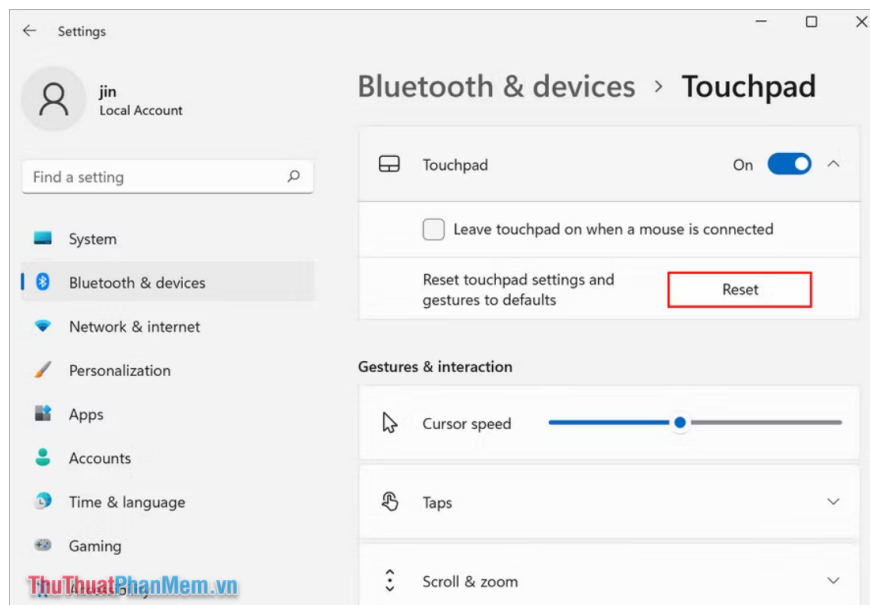 Settings
jin
Local Account
Find a setting
System
Bluetooth & devices
Network & internet
Personalization
Apps
Accounts
Time & language
Gaming
Accessibility
ThuThuatPhanMem.vn
Bluetooth & devices > Touchpad
Touchpad
On
Leave touchpad on when a mouse is connected
Reset touchpad settings and
gestures to defaults
Reset
Gestures & interaction
Cursor speed
Taps
Scroll & zoom